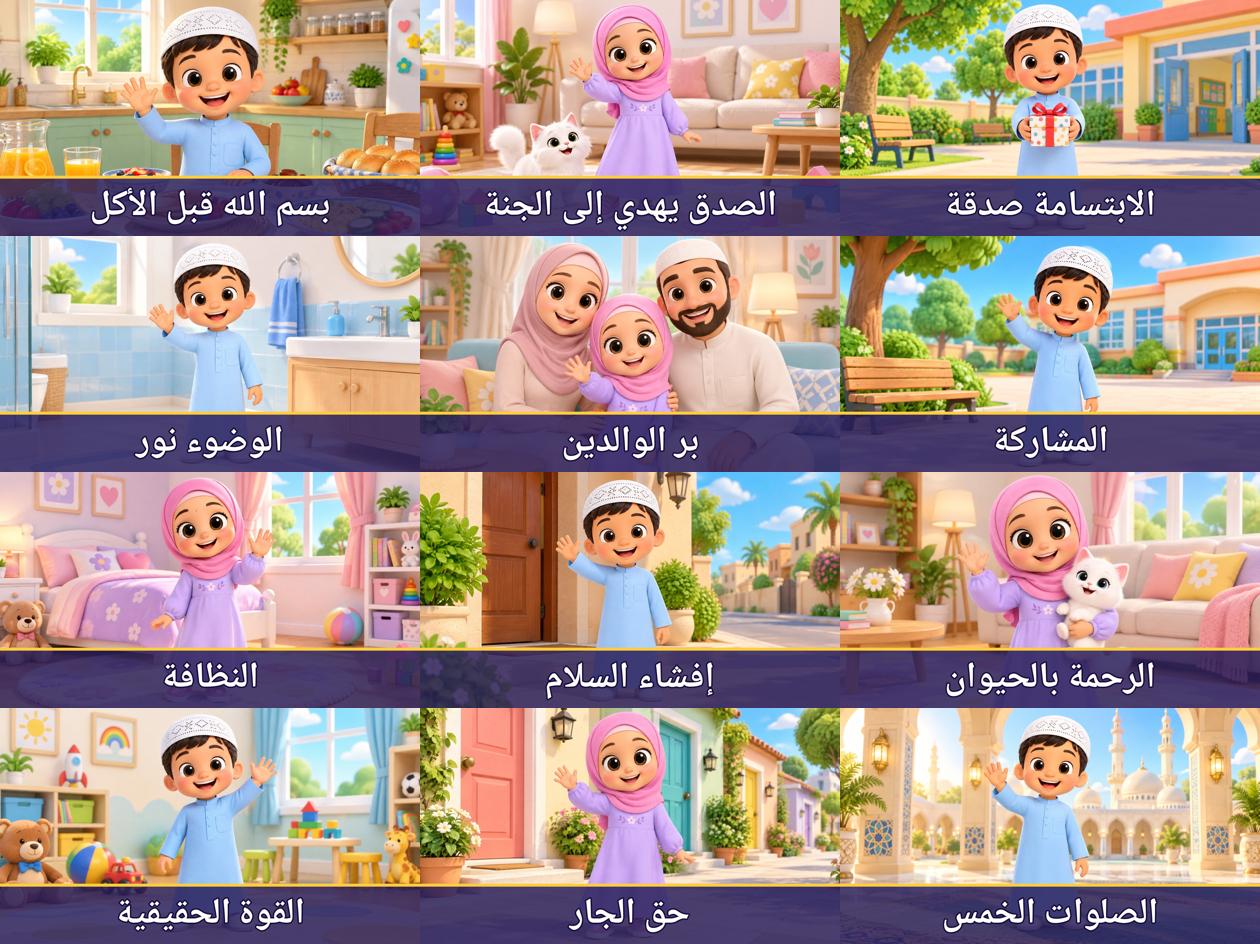 بسم الله قبل الأكل
الصدق يهدي إلى الجنة
الابتسامة صدقة
الوضوء نور
بر الوالدين
المشاركة
النظافة
إفشاء السلام
الرحمة بالحيوان
القوة الحقيقية
حق الجار
الصلوات الخمس